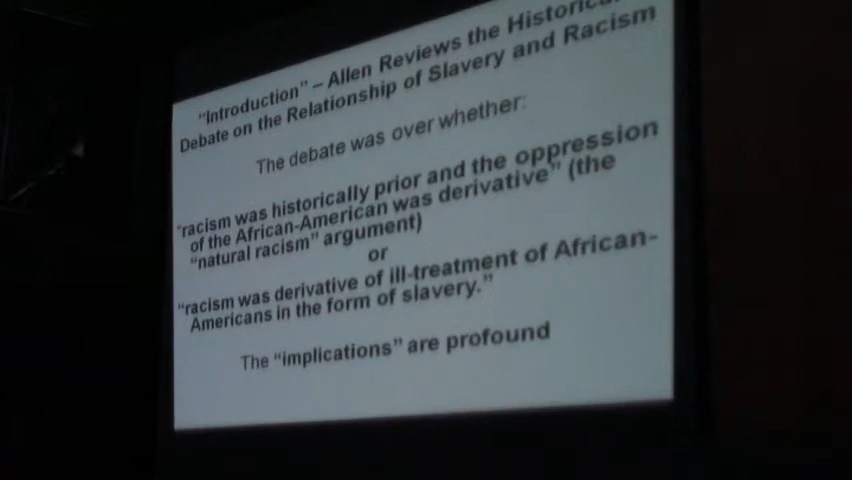 "Introduction" – Allen Reviews the Historical
Debate on the Relationship of Slavery and Racism
The debate was over whether:
"racism was historically prior and the oppression
of the African-American was derivative" (the
"natural racism" argument)
or
"racism was derivative of ill-treatment of African-
Americans in the form of slavery."
The "implications" are profound